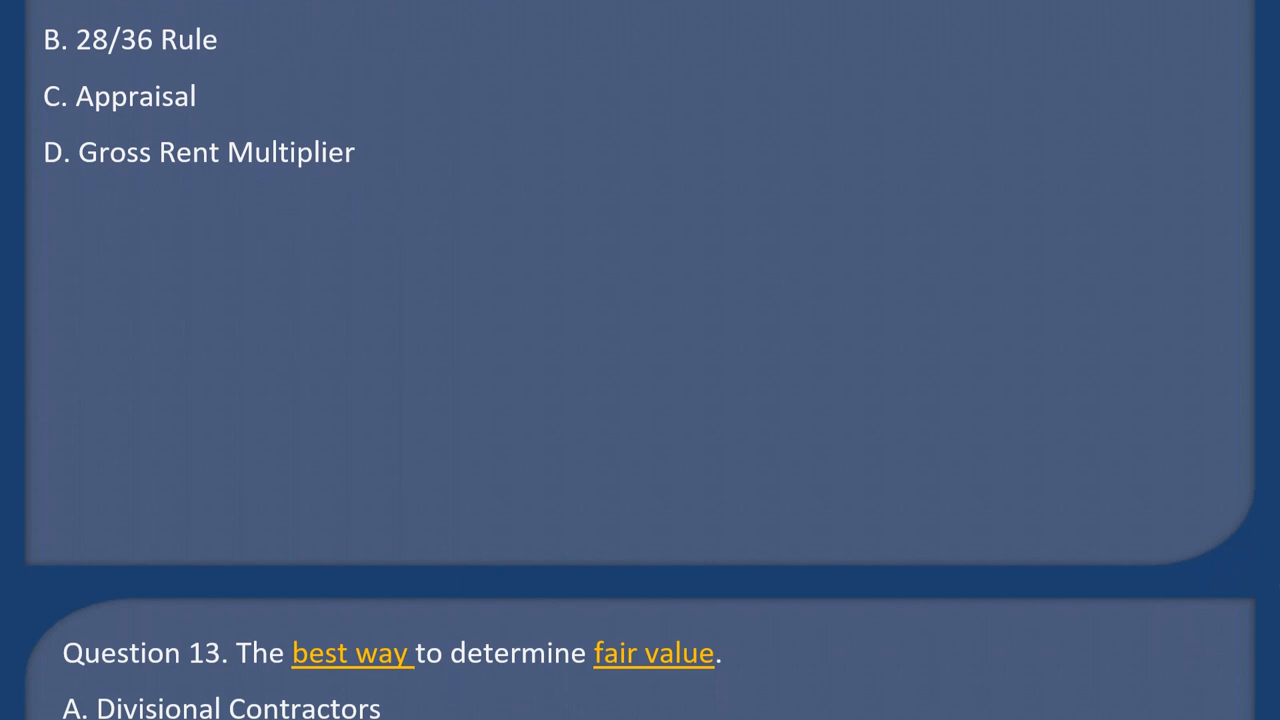 B. 28/36 Rule
C. Appraisal
D. Gross Rent Multiplier
Question 13. The best way to determine fair value.
A. Divisional Contractors